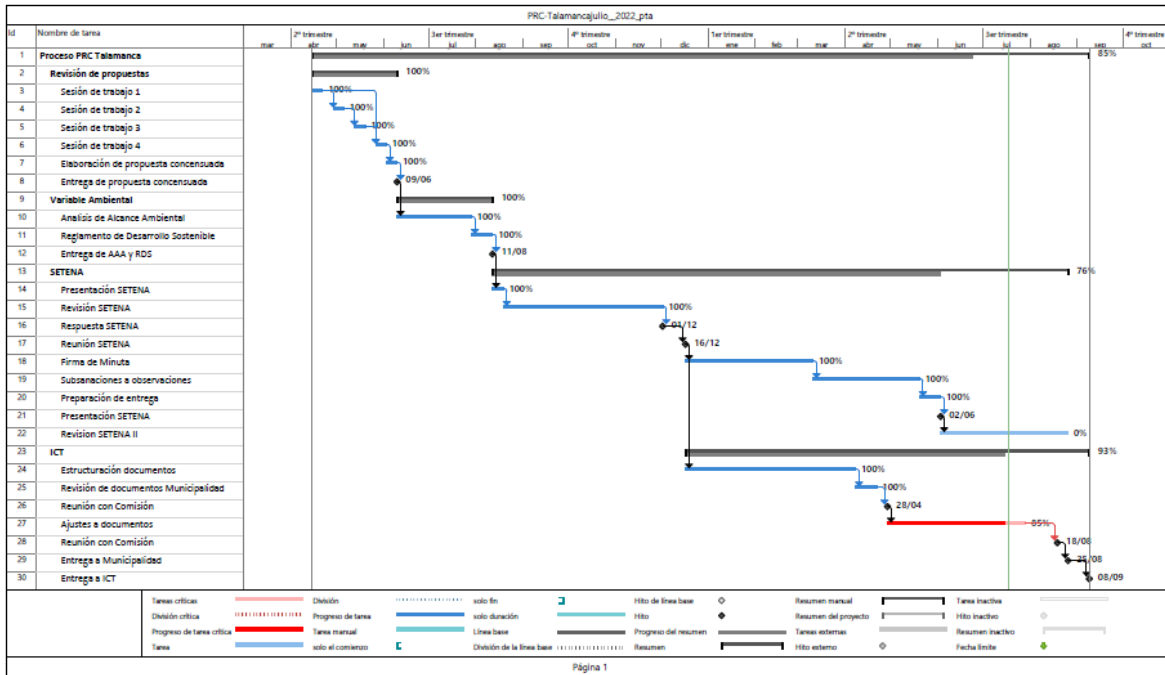 PRC-Talamancajulio__2022_pta
Id Nombre de tarea 2º trimestre 3er trimestre 4º trimestre 1er trimestre 2º trimestre 3er trimestre 4º trimestre
mar abr may jun jul ago sep oct nov dic ene feb mar abr may jun jul ago sep oct
1 Proceso PRC Talamanca 85%
2 Revisión de propuestas 100%
3 Sesión de trabajo 1 100%
4 Sesión de trabajo 2 100%
5 Sesión de trabajo 3 100%
6 Sesión de trabajo 4 100%
7 Elaboración de propuesta concensuada 100%
8 Entrega de propuesta concensuada 09/06
9 Variable Ambiental 100%
10 Analisis de Alcance Ambiental 100%
11 Reglamento de Desarrollo Sostenible 100%
12 Entrega de AAA y RDS 11/08
13 SETENA 76%
14 Presentación SETENA 100%
15 Revisión SETENA 100%
16 Respuesta SETENA 01/12
17 Reunión SETENA 16/12
18 Firma de Minuta 100%
19 Subsanaciones a observaciones 100%
20 Preparación de entrega 100%
21 Presentación SETENA 02/06
22 Revision SETENA II 0%
23 ICT 93%
24 Estructuración documentos 100%
25 Revisión de documentos Municipalidad 100%
26 Reunión con Comisión 28/04
27 Ajustes a documentos 85%
28 Reunión con Comisión 18/08
29 Entrega a Municipalidad 25/08
30 Entrega a ICT 08/09
Tareas críticas División solo fin Hito de línea base Resumen manual Tarea inactiva
División crítica Progreso de tarea solo duración Hito Resumen del proyecto Hito inactivo
Progreso de tarea crítica Tarea manual Línea base Progreso del resumen Tareas externas Resumen inactivo
Tarea solo el comienzo División de la línea base Resumen Hito externo Fecha límite
Página 1